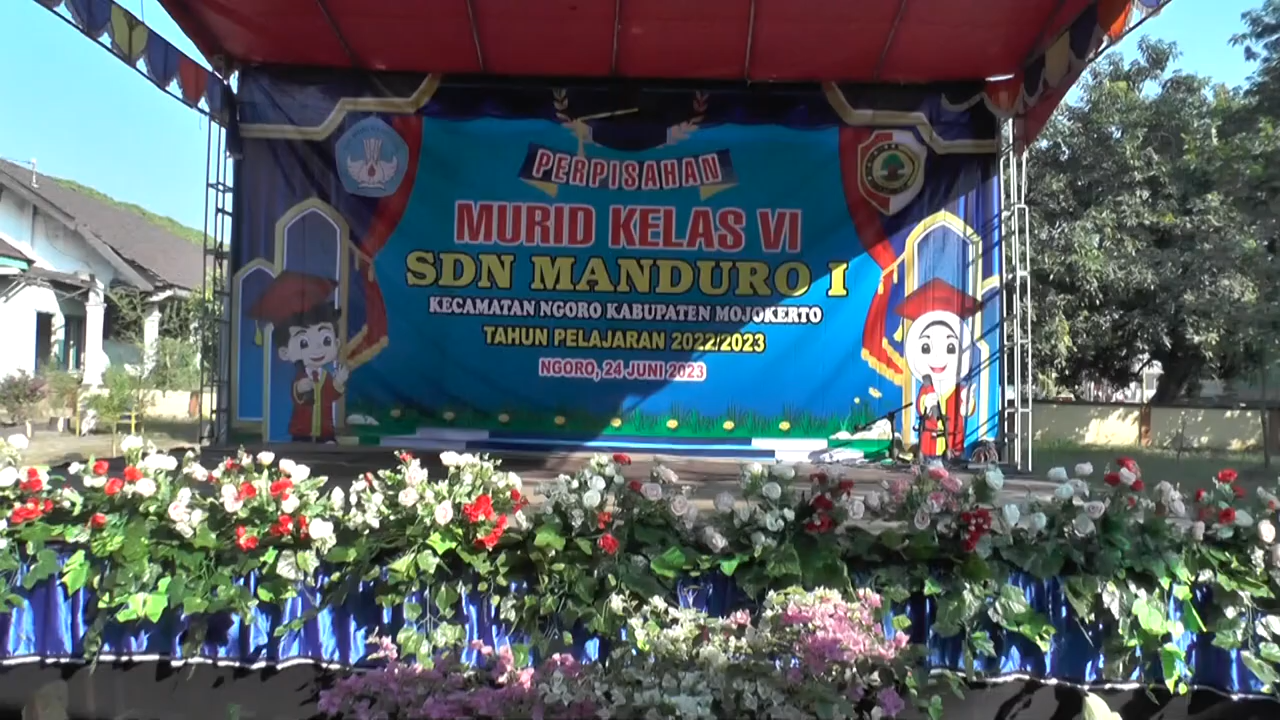 PERPISAHAN
MURID KELAS VI
SDN MANDURO I
KECAMATAN NGORO KABUPATEN MOJOKERTO
TAHUN PELAJARAN 2022/2023
NGORO, 24 JUNI 2023